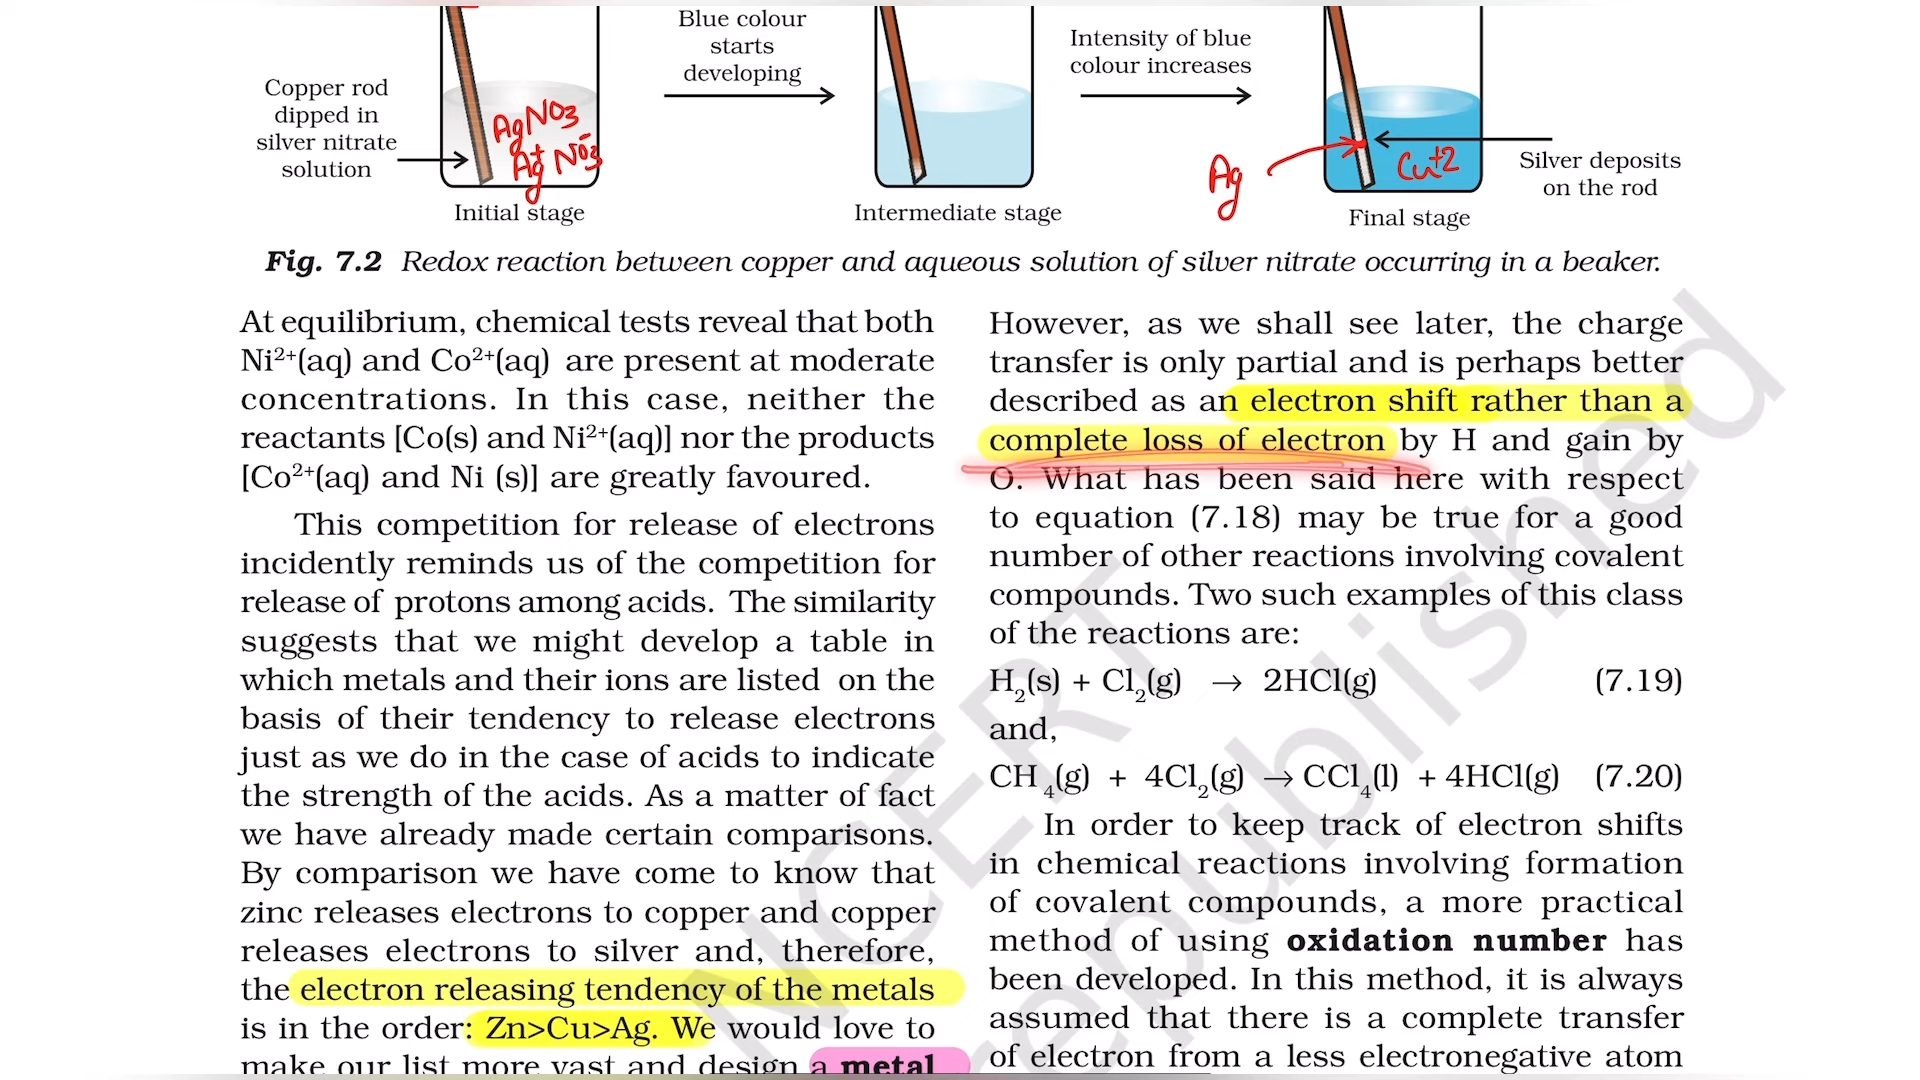 Blue colour
starts
developing
Intensity of blue
colour increases
Copper rod
dipped in
silver nitrate
solution
AgNO3
Ag+ NO3-
Ag
Cu+2
Silver deposits
on the rod
Initial stage
Intermediate stage
Final stage
Fig. 7.2 Redox reaction between copper and aqueous solution of silver nitrate occurring in a beaker.
At equilibrium, chemical tests reveal that both
Ni²⁺(aq) and Co²⁺(aq) are present at moderate
concentrations. In this case, neither the
reactants [Co(s) and Ni²⁺(aq)] nor the products
[Co²⁺(aq) and Ni (s)] are greatly favoured.
This competition for release of electrons
incidently reminds us of the competition for
release of protons among acids. The similarity
suggests that we might develop a table in
which metals and their ions are listed on the
basis of their tendency to release electrons
just as we do in the case of acids to indicate
the strength of the acids. As a matter of fact
we have already made certain comparisons.
By comparison we have come to know that
zinc releases electrons to copper and copper
releases electrons to silver and, therefore,
the electron releasing tendency of the metals
is in the order: Zn>Cu>Ag. We would love to
make our list more vast and design a metal
However, as we shall see later, the charge
transfer is only partial and is perhaps better
described as an electron shift rather than a
complete loss of electron by H and gain by
O. What has been said here with respect
to equation (7.18) may be true for a good
number of other reactions involving covalent
compounds. Two such examples of this class
of the reactions are:
H₂(s) + Cl₂(g) → 2HCl(g) (7.19)
and,
CH₄(g) + 4Cl₂(g) → CCl₄(l) + 4HCl(g) (7.20)
In order to keep track of electron shifts
in chemical reactions involving formation
of covalent compounds, a more practical
method of using oxidation number has
been developed. In this method, it is always
assumed that there is a complete transfer
of electron from a less electronegative atom
NCERT
republished